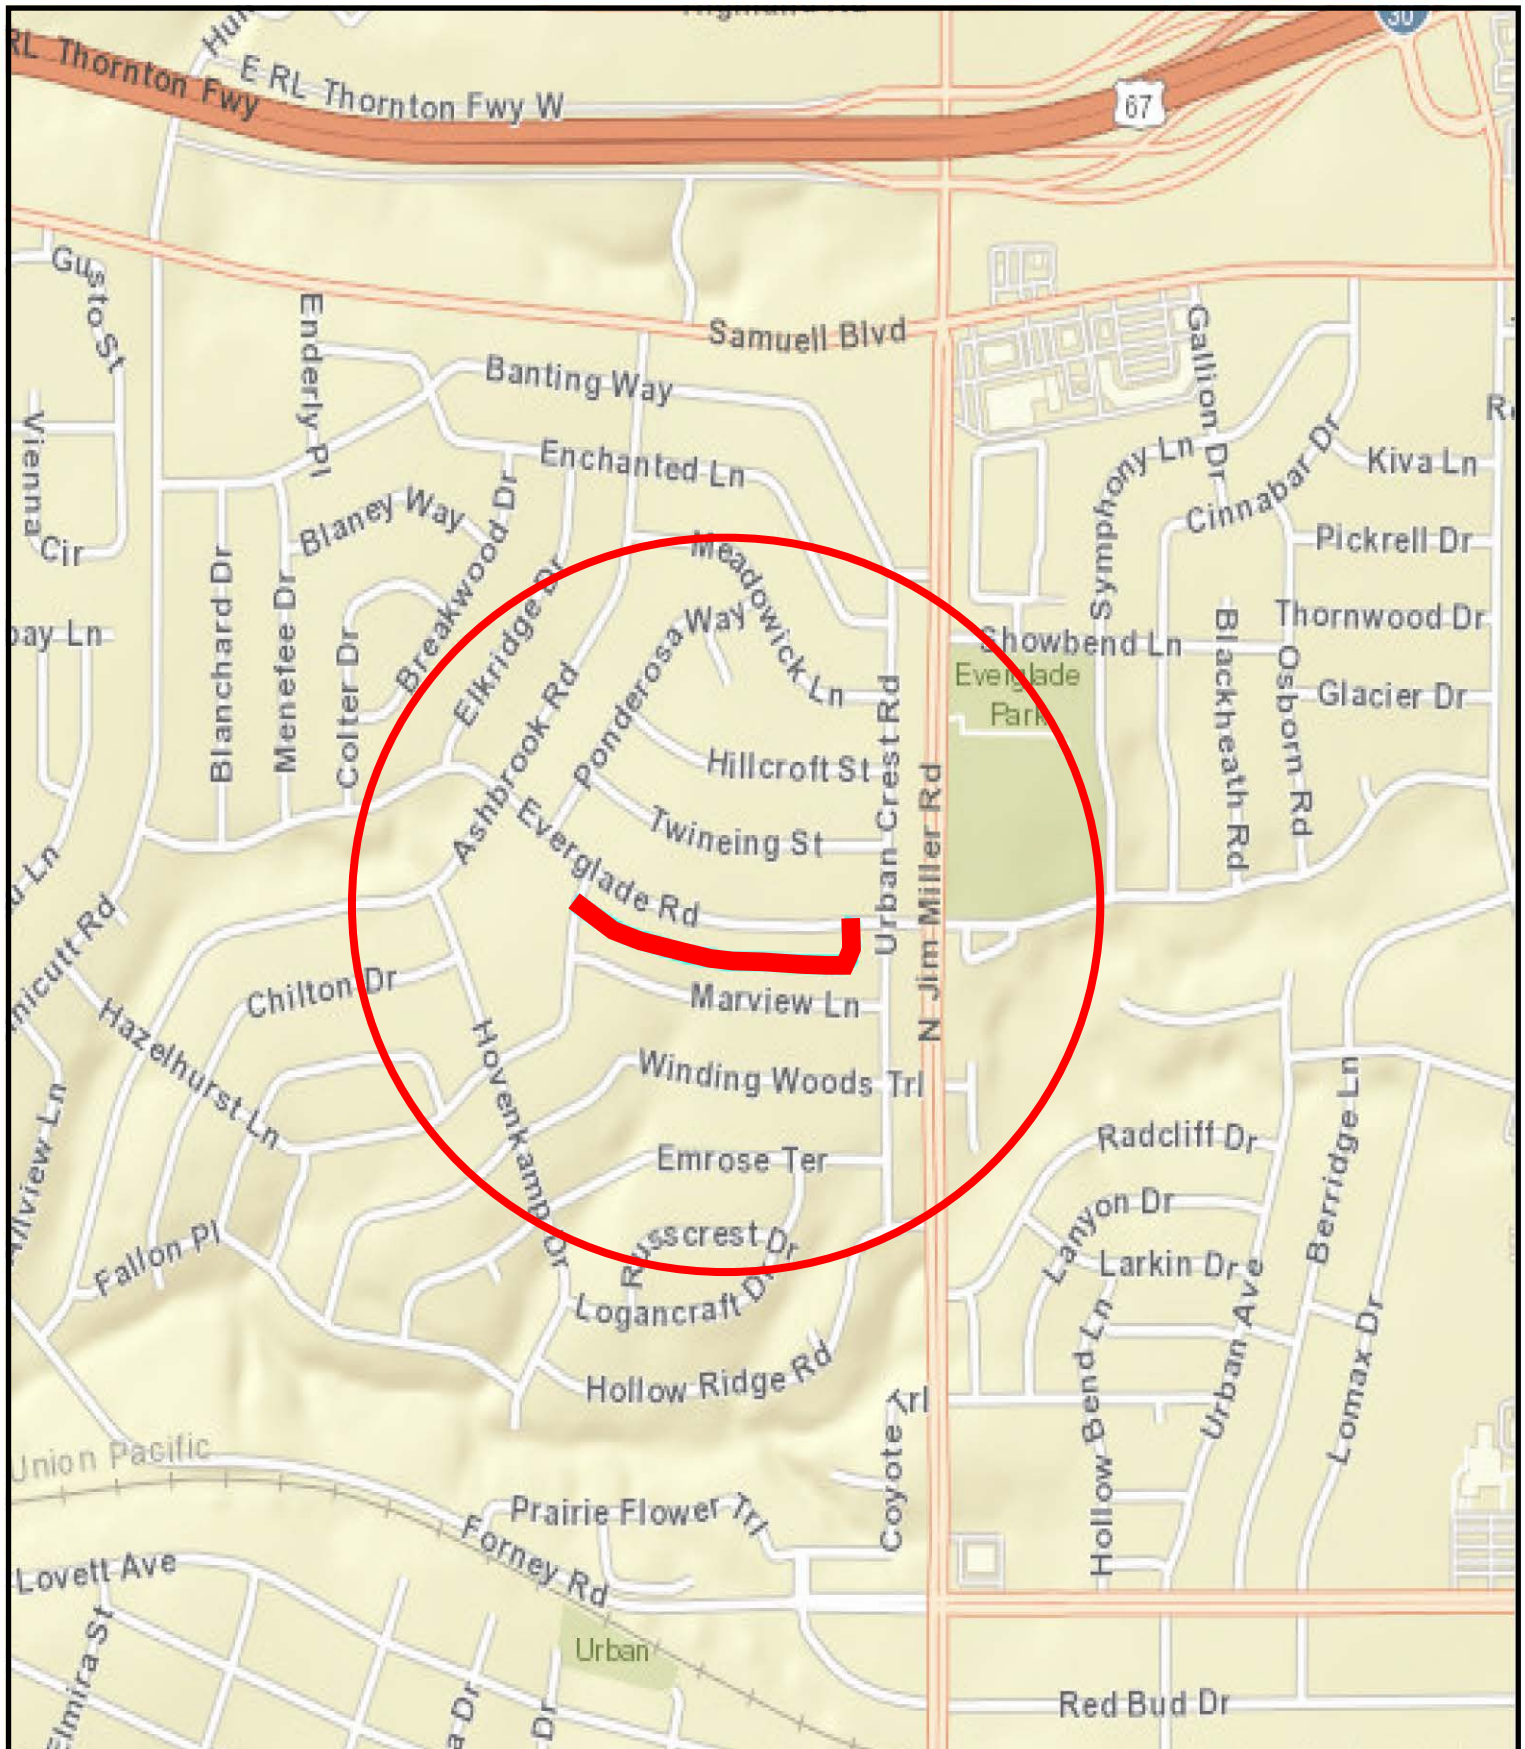 30
RL Thornton Fwy
E RL Thornton Fwy W
67
Gusto St
Enderly Pl
Samuell Blvd
Gallion Dr
Banting Way
Vienna Cir
Enchanted Ln
Symphony Ln
Cinnabar Dr
Kiva Ln
Blaney Way
Pickrell Dr
Blanchard Dr
Menefee Dr
Breakwood Dr
Elkridge Dr
Meadowick Ln
Ponderosa Way
Thornwood Dr
Colter Dr
Showbend Ln
Everglade
Park
Blackheath Rd
Osborn Rd
Glacier Dr
Ashbrook Rd
Hillcroft St
Urban Crest Rd
N Jim Miller Rd
Twineing St
Everglade Rd
Chilton Dr
Marview Ln
Hazelhurst Ln
Hovenkamp Dr
Winding Woods Trl
Berridge Ln
Radcliff Dr
Emrose Ter
Lanyon Dr
Russcrest Dr
Fallon Pl
Larkin Dr
Urban Ave
Logancraft Dr
Hollow Ridge Rd
Hollow Bend Ln
Lomax Dr
Coyote Trl
Union Pacific
Prairie Flower Trl
Forney Rd
Lovett Ave
Elmira St
Urban
Red Bud Dr